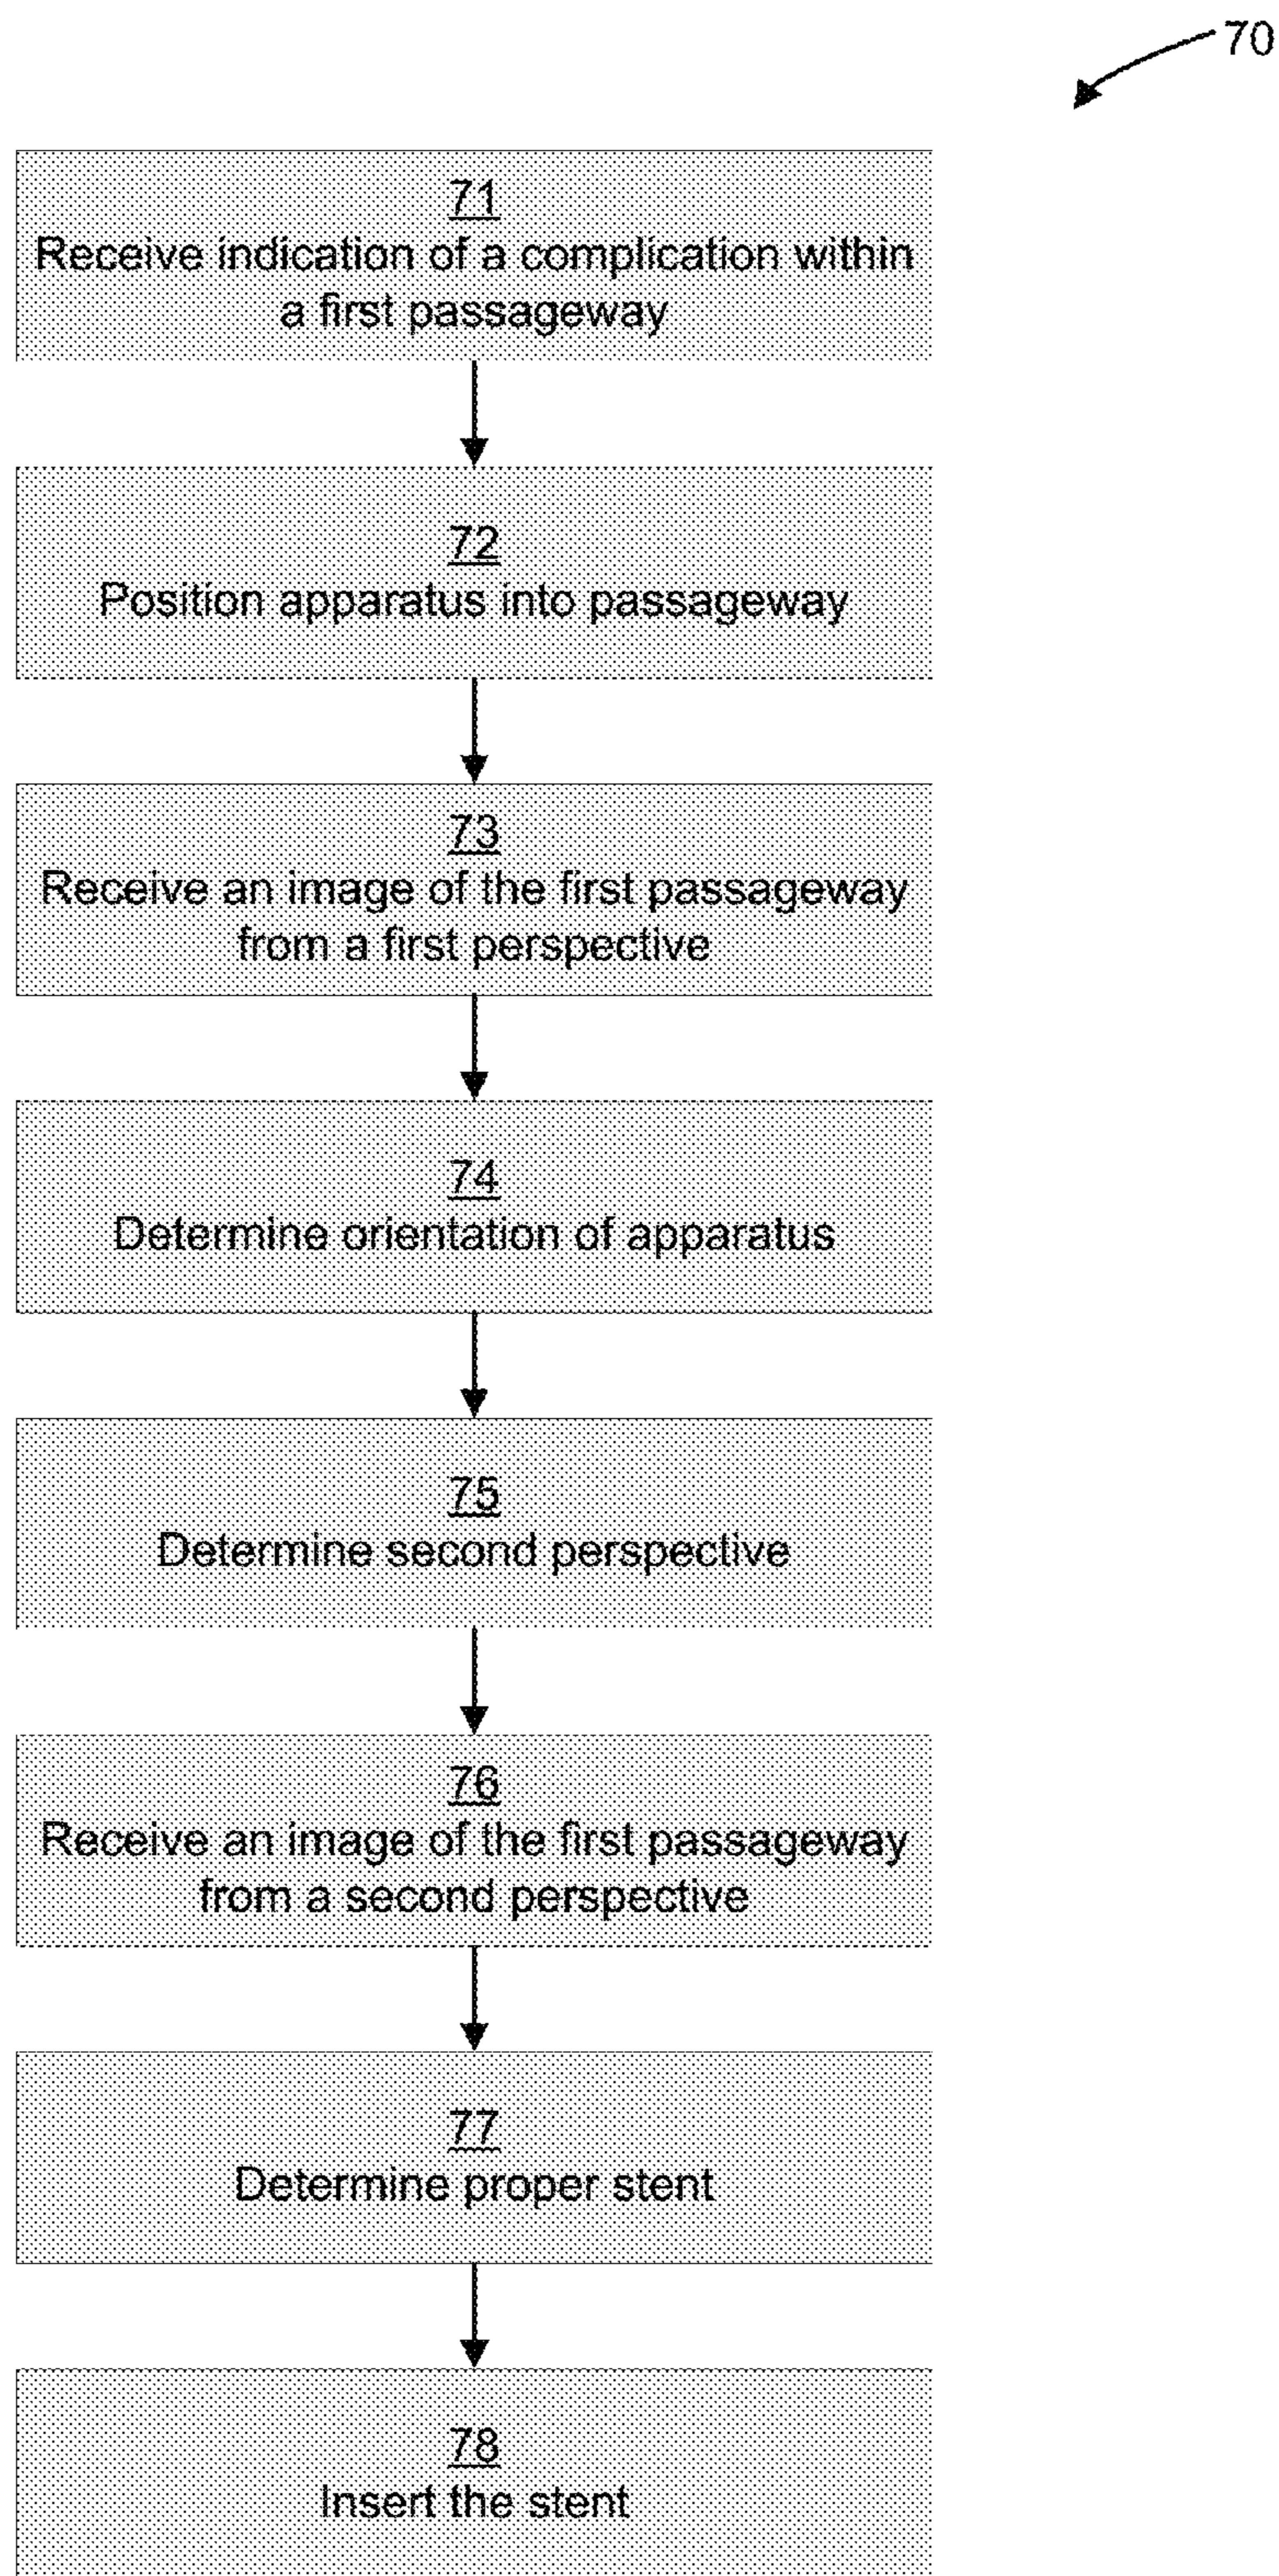 70
71
Receive indication of a complication within
a first passageway
72
Position apparatus into passageway
73
Receive an image of the first passageway
from a first perspective
74
Determine orientation of apparatus
75
Determine second perspective
76
Receive an image of the first passageway
from a second perspective
77
Determine proper stent
78
Insert the stent